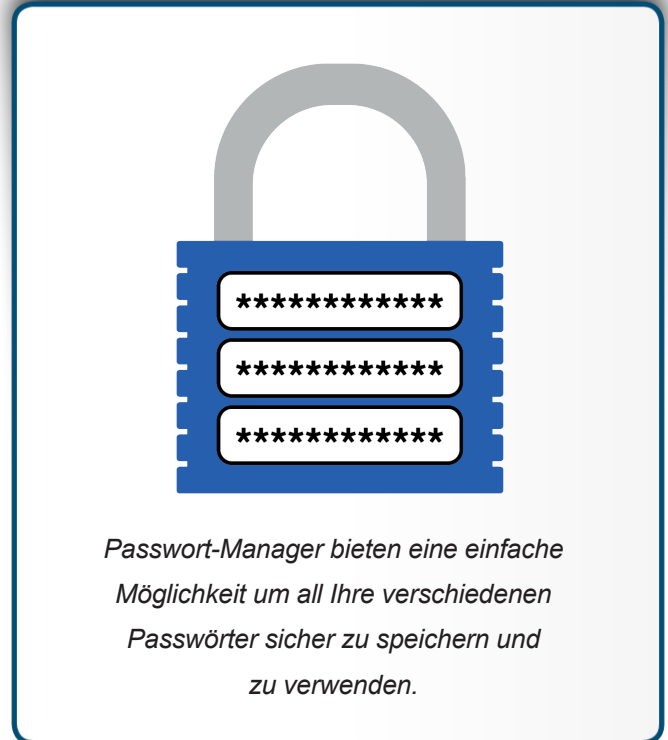 ************
************
************
Passwort-Manager bieten eine einfache
Möglichkeit um all Ihre verschiedenen
Passwörter sicher zu speichern und
zu verwenden.